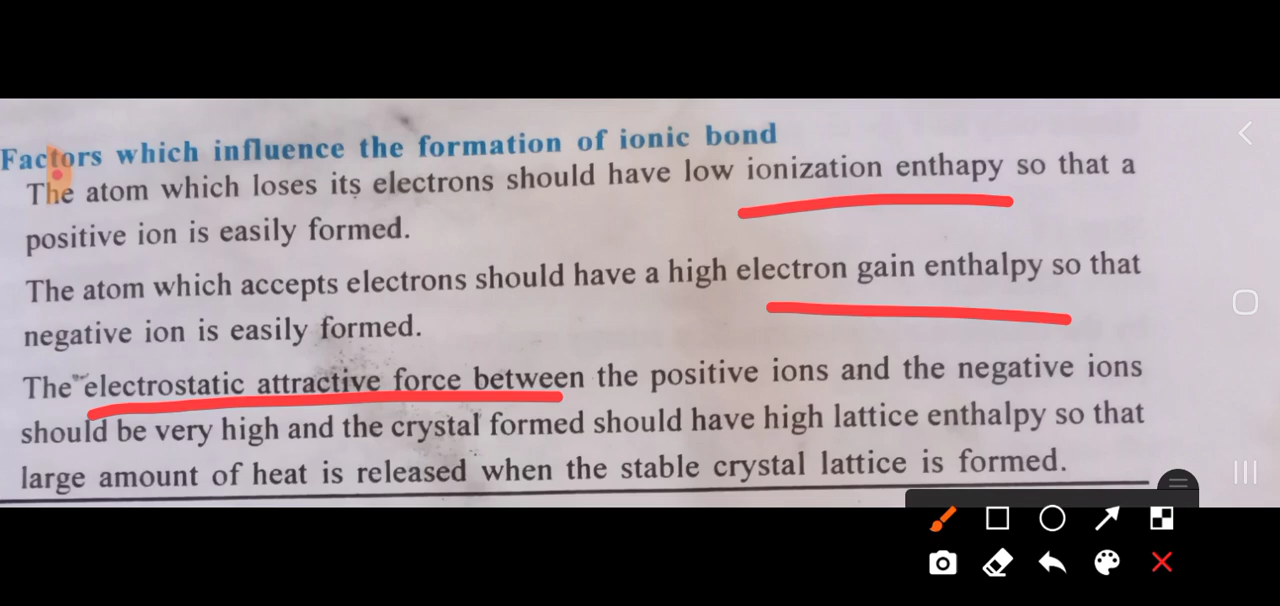 Factors which influence the formation of ionic bond
The atom which loses its electrons should have low ionization enthapy so that a
positive ion is easily formed.
The atom which accepts electrons should have a high electron gain enthalpy so that
negative ion is easily formed.
The electrostatic attractive force between the positive ions and the negative ions
should be very high and the crystal formed should have high lattice enthalpy so that
large amount of heat is released when the stable crystal lattice is formed.